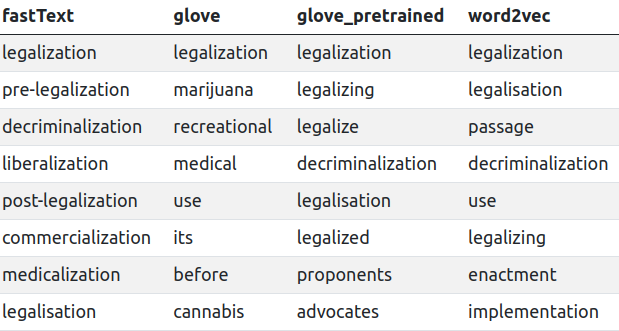 fastText glove glove_pretrained word2vec
legalization legalization legalization legalization
pre-legalization marijuana legalizing legalisation
decriminalization recreational legalize passage
liberalization medical decriminalization decriminalization
post-legalization use legalisation use
commercialization its legalized legalizing
medicalization before proponents enactment
legalisation cannabis advocates implementation